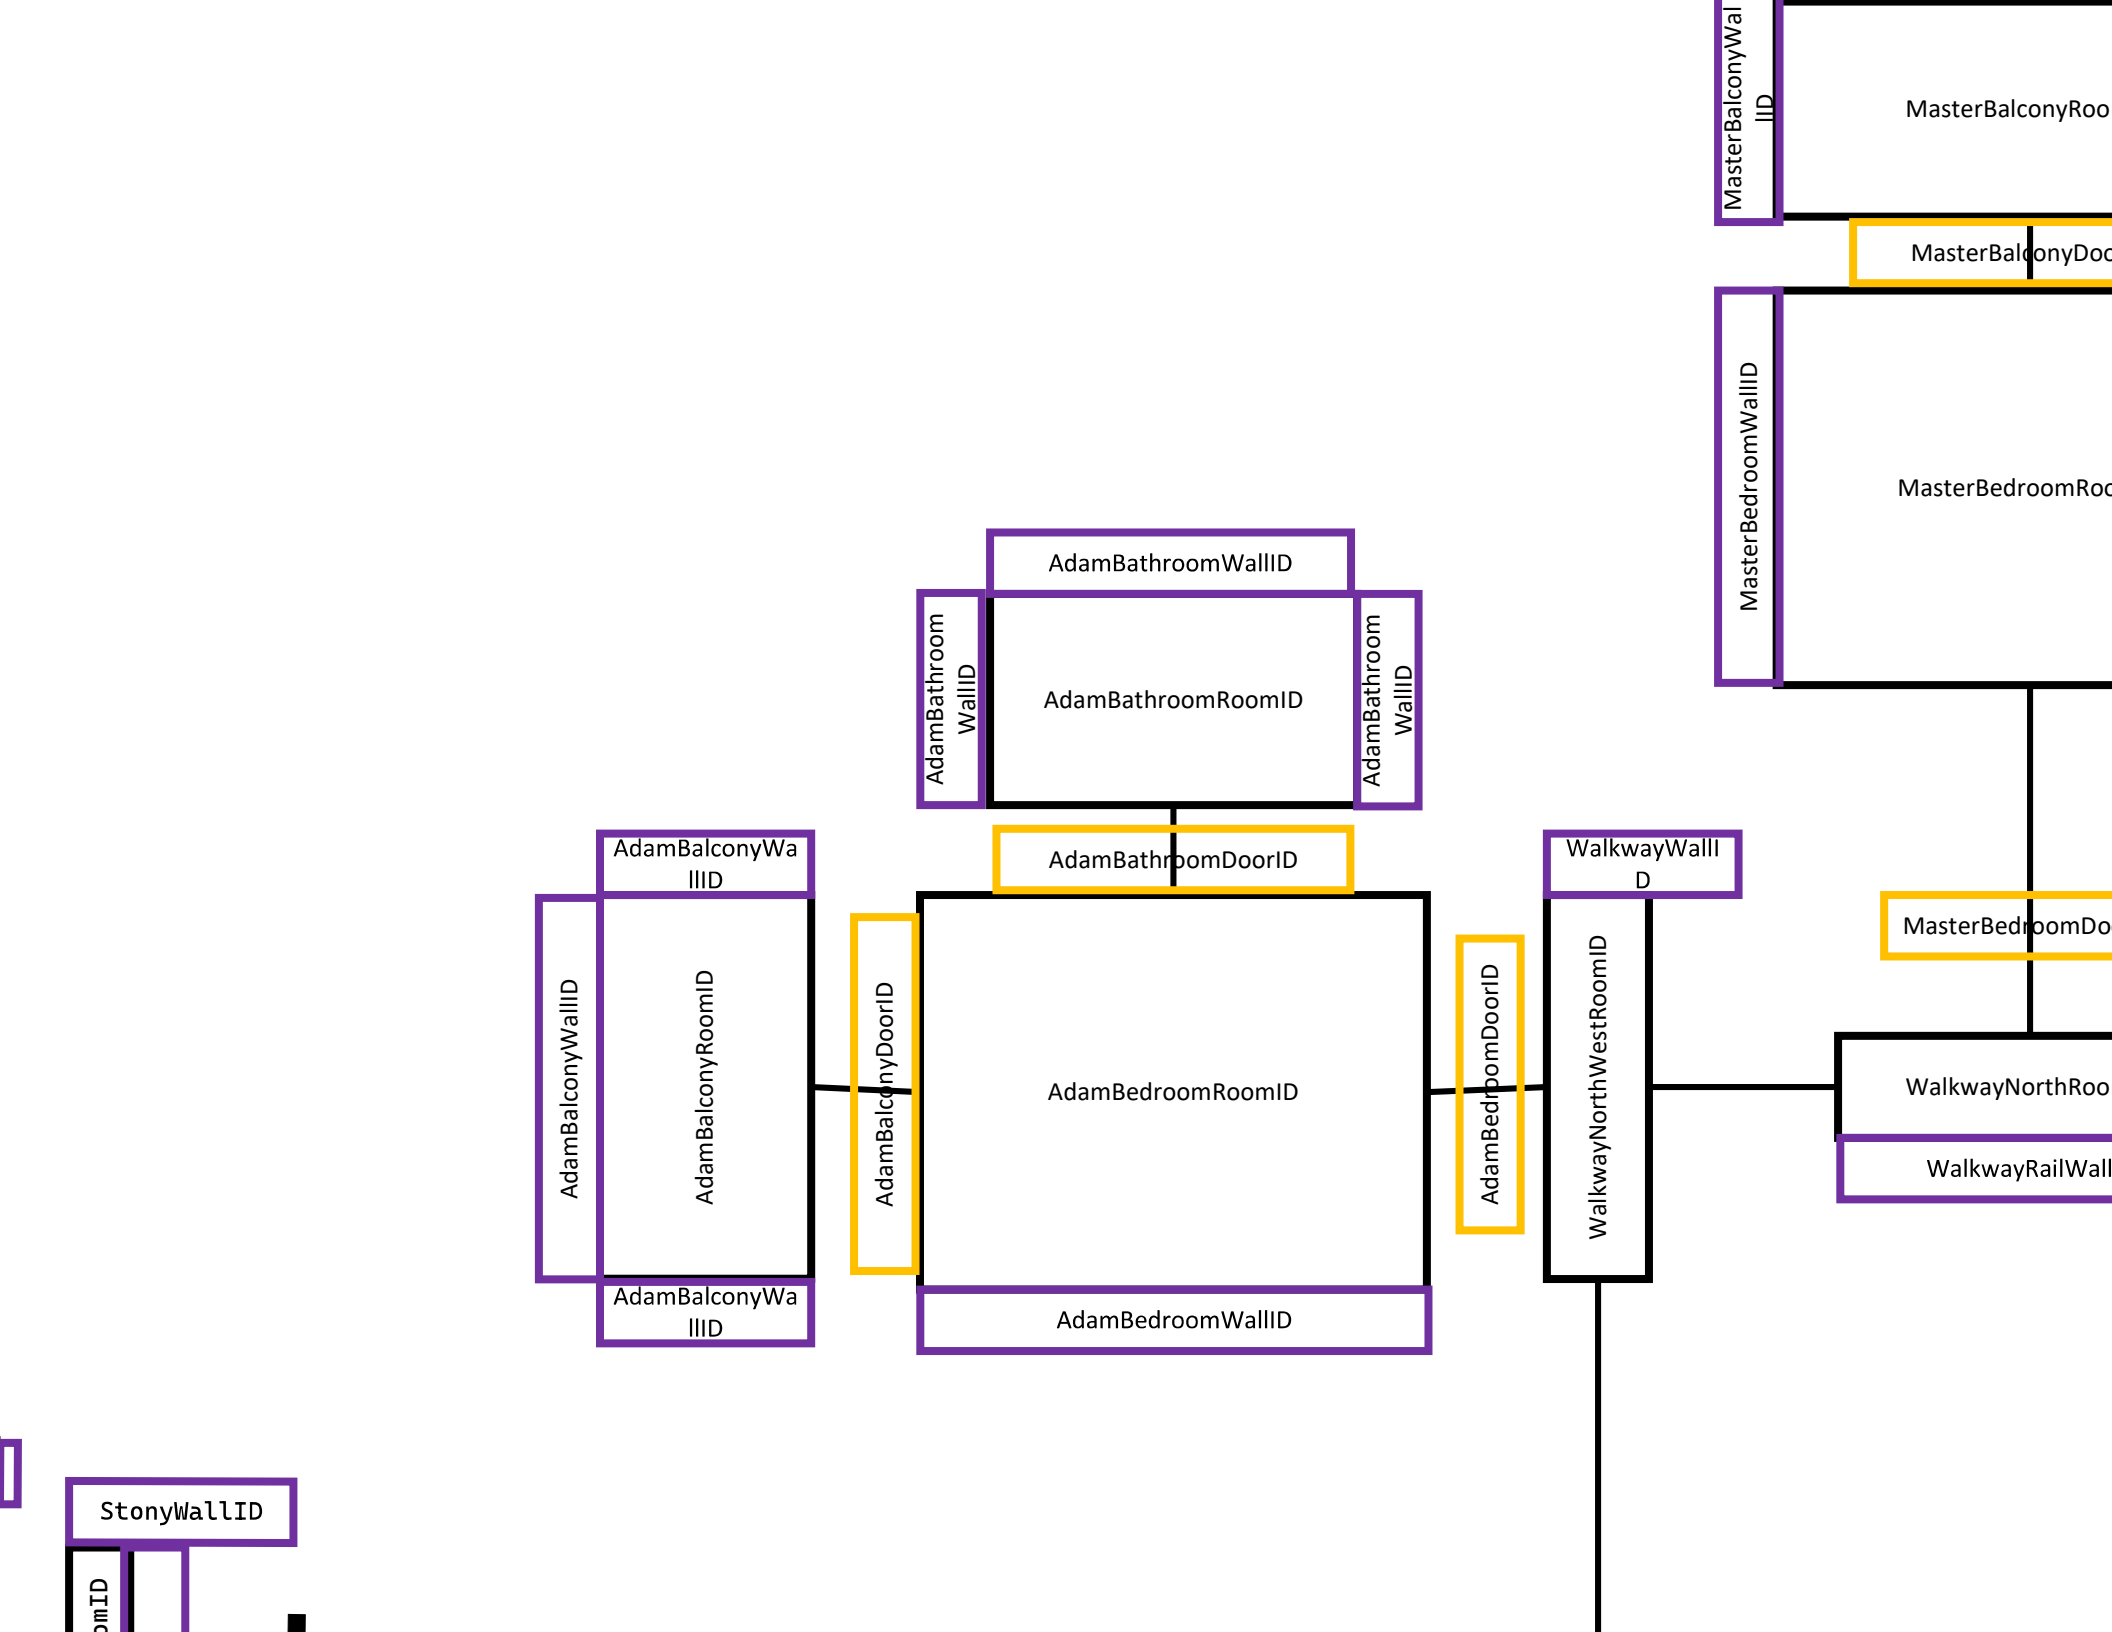 MasterBalconyWal
lID
MasterBalconyRoo
MasterBalconyDoo
MasterBedroomWallID
MasterBedroomRoo
AdamBathroomWallID
AdamBathroom
WallID
AdamBathroomRoomID
AdamBathroom
WallID
AdamBalconyWa
llID
AdamBathroomDoorID
WalkwayWallI
D
MasterBedroomDo
AdamBalconyWallID
AdamBalconyRoomID
AdamBalconyDoorID
AdamBedroomRoomID
AdamBedroomDoorID
WalkwayNorthWestRoomID
WalkwayNorthRoo
WalkwayRailWall
AdamBalconyWa
llID
AdamBedroomWallID
StonyWallID
omID